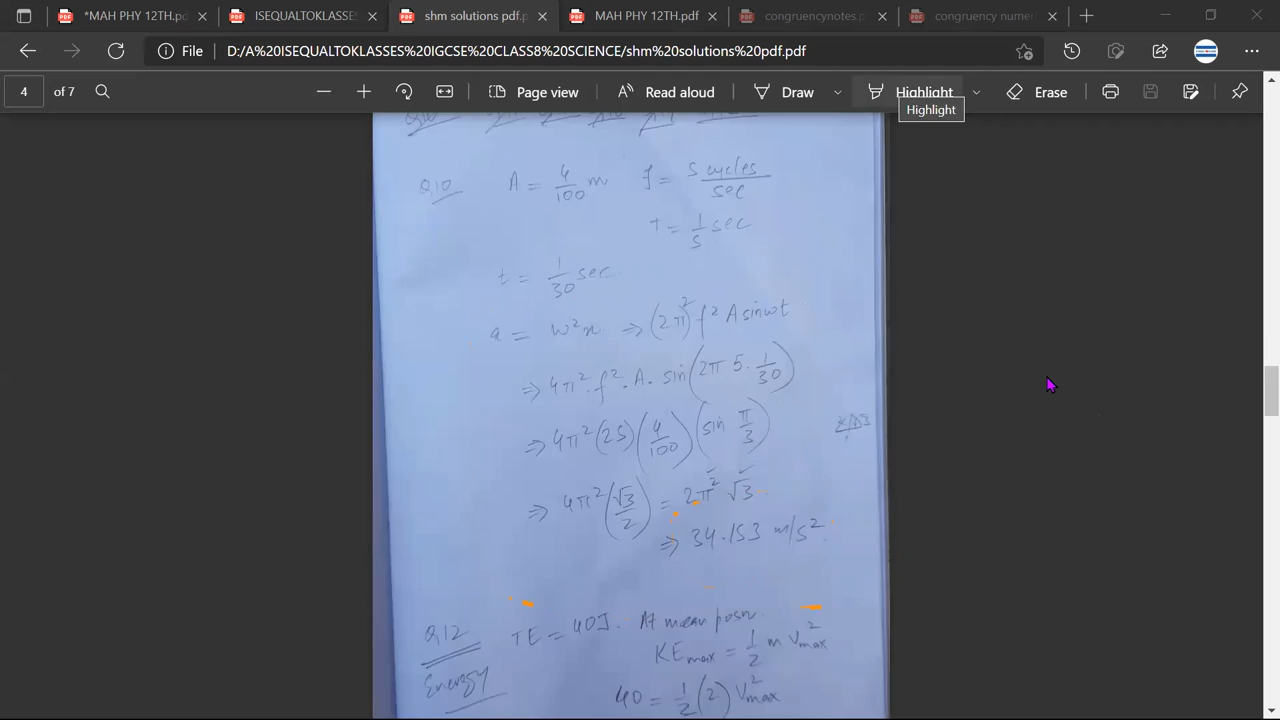 *MAH PHY 12TH.pd
ISEQUALTOKLASSES
shm solutions pdf.p
MAH PHY 12TH.pdf
congruencynotes.p
congruency numer
File
D:/A%20ISEQUALTOKLASSES%20IGCSE%20CLASS8%20SCIENCE/shm%20solutions%20pdf.pdf
4 of 7
Page view
Read aloud
Draw
Highlight
Erase
Highlight
Q10 A = 4/100 m f = 5 cycles/sec
T = 1/5 sec
t = 1/30 sec.
a = w²x ⇒ (2π)² f² A sinwt
⇒ 4π². f². A. sin(2π 5. 1/30)
⇒ 4π² (25) (4/100) (sin π/3)
⇒ 4π² (√3/2) = 2π² √3
⇒ 34.153 m/s².
Q12 TE = 40J. At mean posn.
Energy KEmax = 1/2 m Vmax²
40 = 1/2 (2) Vmax²